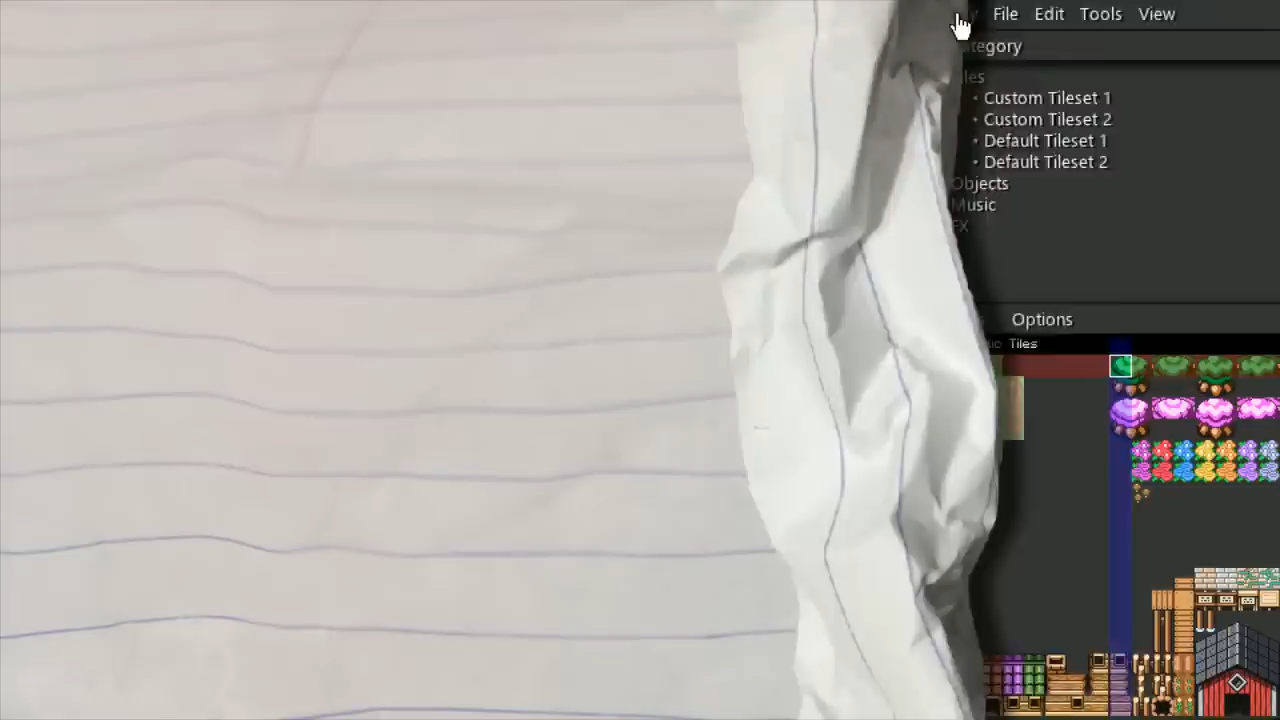 File Edit Tools View
Custom Tileset 1
Custom Tileset 2
Default Tileset 1
Default Tileset 2
Objects
Music
FX
Options
Tiles